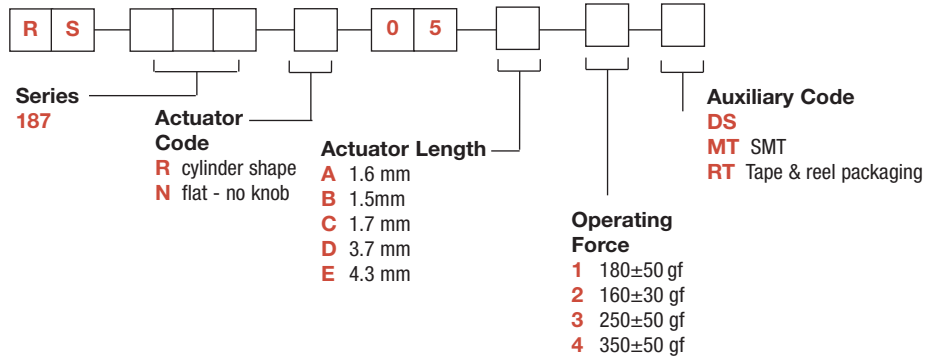 R S 0 5
Series
187
Actuator
Code
R cylinder shape
N flat - no knob
Actuator Length
A 1.6 mm
B 1.5mm
C 1.7 mm
D 3.7 mm
E 4.3 mm
Operating
Force
1 180±50 gf
2 160±30 gf
3 250±50 gf
4 350±50 gf
Auxiliary Code
DS
MT SMT
RT Tape & reel packaging